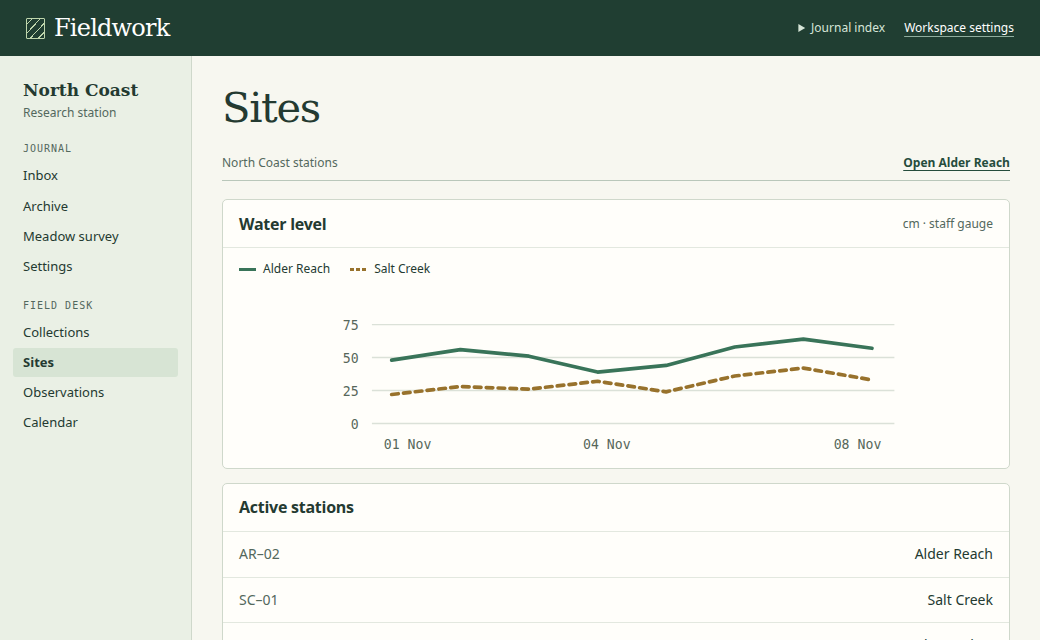 Fieldwork
Journal index
Workspace settings
North Coast
Research station
JOURNAL
Inbox
Archive
Meadow survey
Settings
FIELD DESK
Collections
Sites
Observations
Calendar
Sites
North Coast stations
Open Alder Reach
Water level
cm · staff gauge
Alder Reach
Salt Creek
75
50
25
0
01 Nov
04 Nov
08 Nov
Active stations
AR–02
Alder Reach
SC–01
Salt Creek